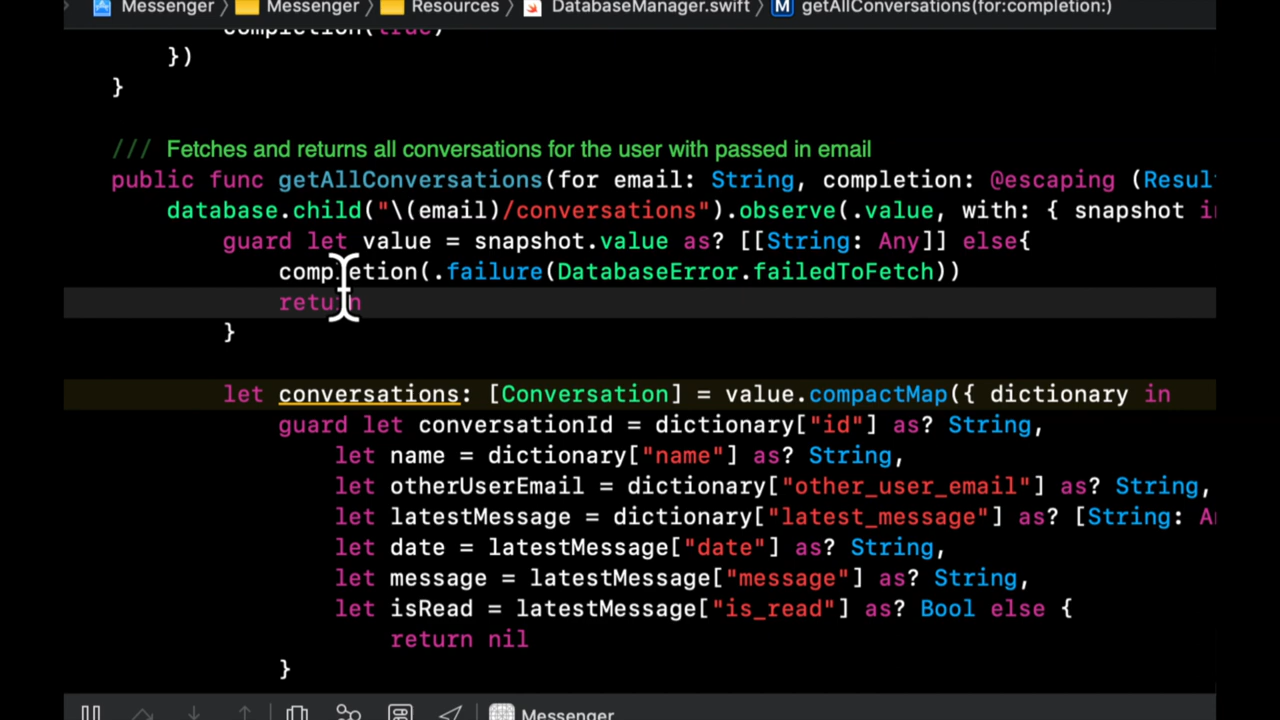 Messenger > Messenger > Resources > DatabaseManager.swift > M getAllConversations(for:completion:)
completion(true)
})
}
/// Fetches and returns all conversations for the user with passed in email
public func getAllConversations(for email: String, completion: @escaping (Resul
database.child("\(email)/conversations").observe(.value, with: { snapshot in
guard let value = snapshot.value as? [[String: Any]] else{
completion(.failure(DatabaseError.failedToFetch))
return
}
let conversations: [Conversation] = value.compactMap({ dictionary in
guard let conversationId = dictionary["id"] as? String,
let name = dictionary["name"] as? String,
let otherUserEmail = dictionary["other_user_email"] as? String,
let latestMessage = dictionary["latest_message"] as? [String: An
let date = latestMessage["date"] as? String,
let message = latestMessage["message"] as? String,
let isRead = latestMessage["is_read"] as? Bool else {
return nil
}
Messenger